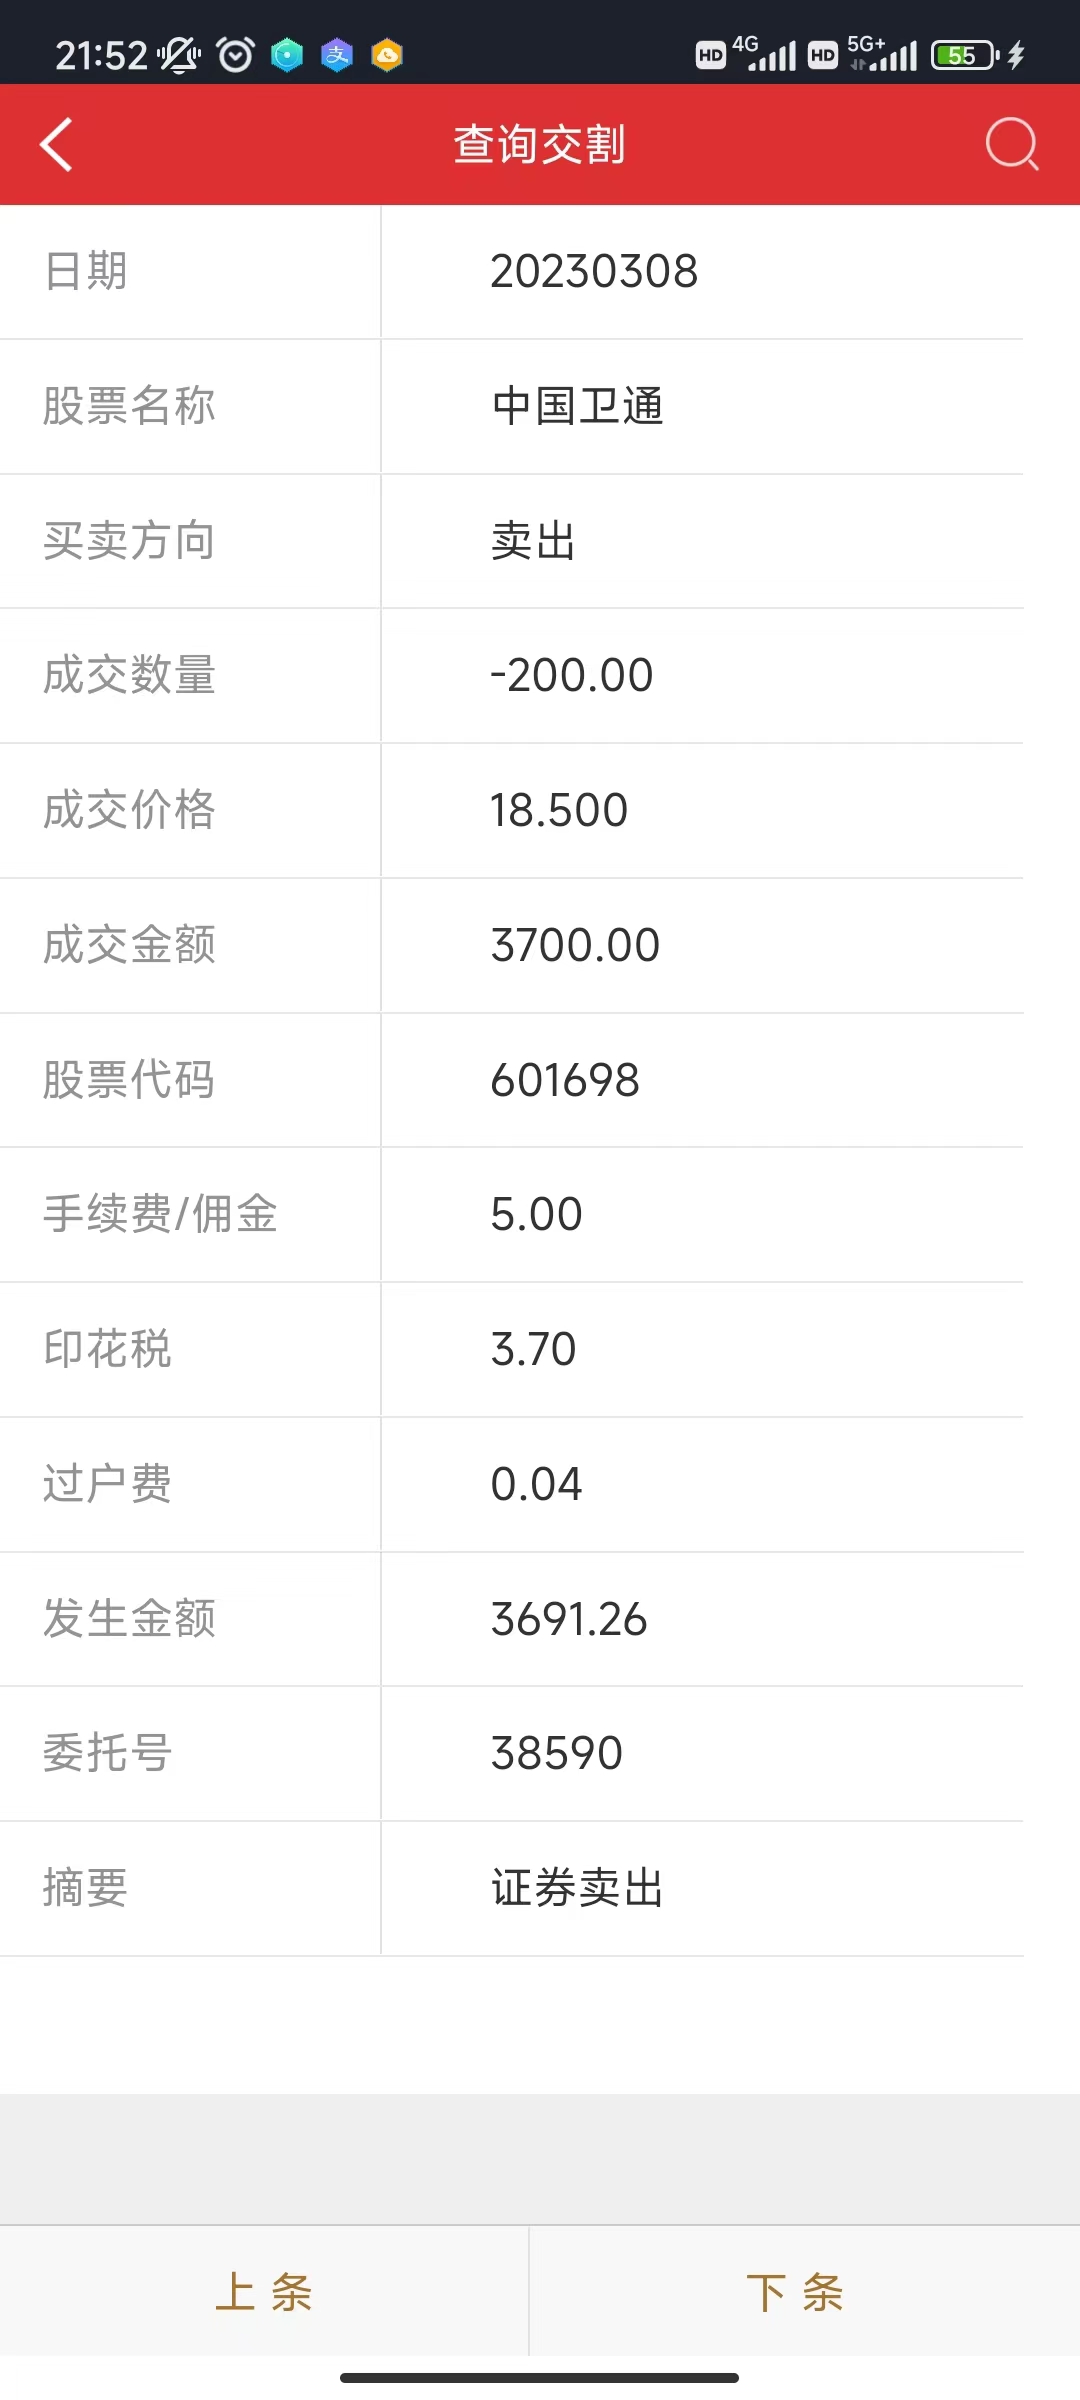 21:52 支 HD 4G HD 5G+ 55
查询交割
日期 20230308
股票名称 中国卫通
买卖方向 卖出
成交数量 -200.00
成交价格 18.500
成交金额 3700.00
股票代码 601698
手续费/佣金 5.00
印花税 3.70
过户费 0.04
发生金额 3691.26
委托号 38590
摘要 证券卖出
上 条 下 条